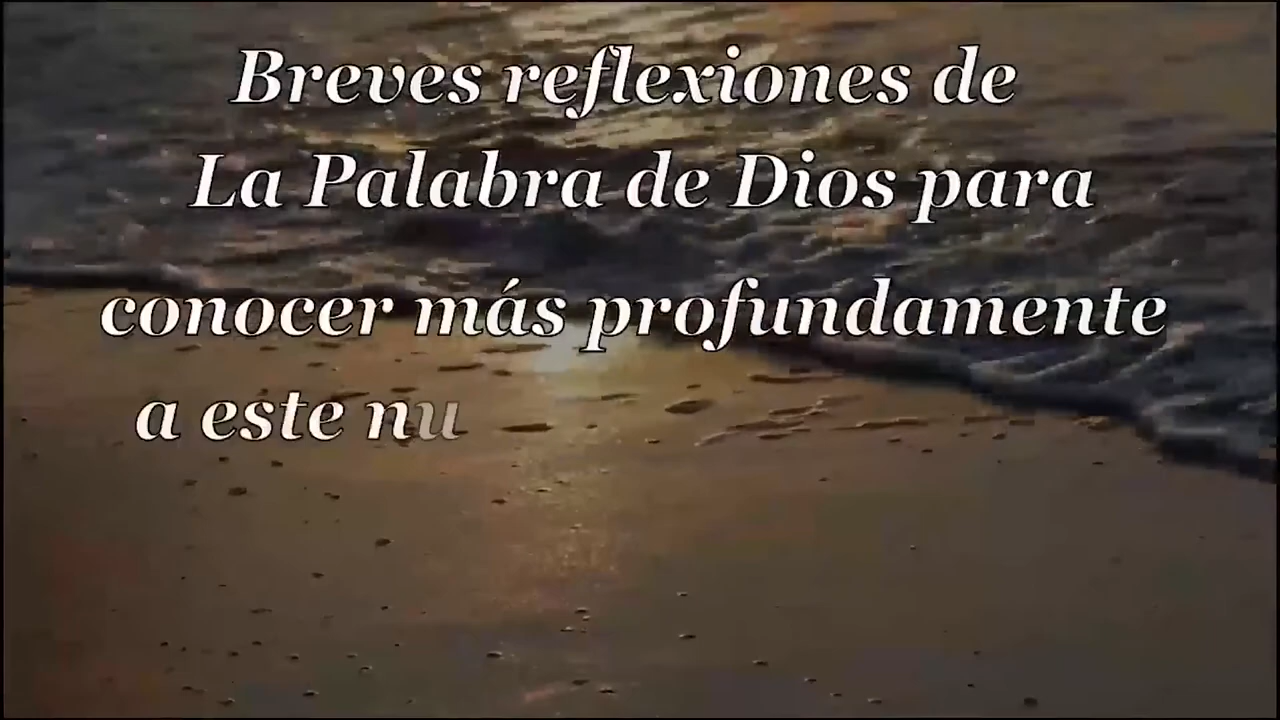 Breves reflexiones de
La Palabra de Dios para
conocer más profundamente
a este nu